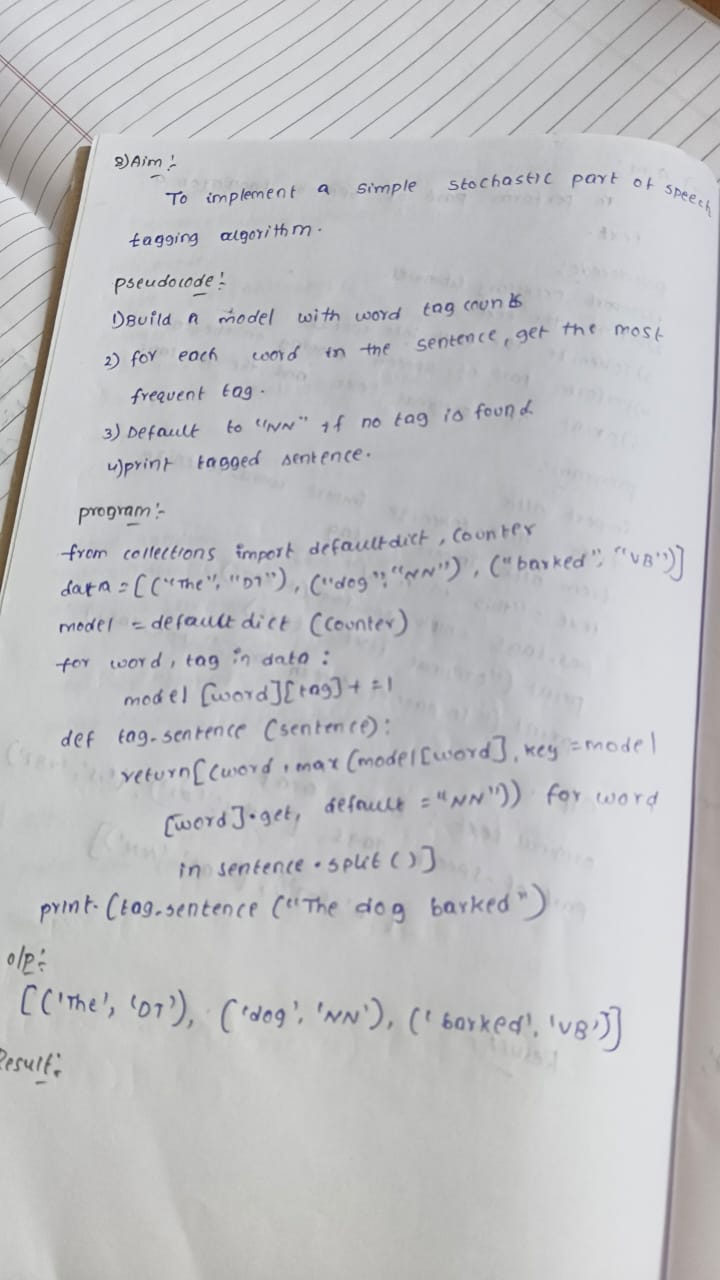 8) Aim :-
To implement a simple stochastic part of speech
tagging algorithm.
pseudocode :-
1) Build a model with word tag counts
2) for each word in the sentence, get the most
frequent tag.
3) Default to "NN" if no tag is found.
4) print tagged sentence.
program :-
from collections import defaultdict, Counter
data = [("The", "DT"), ("dog", "NN"), ("barked", "VB")]
model = default dict (Counter)
for word, tag in data :
model [word][tag] + = 1
def tag-sentence (sentence):
return [(word, max (model[word], key = model
[word].get, default = "NN")) for word
in sentence.split()]
print (tag-sentence ("The dog barked")
o/p :-
[('The', 'DT'), ('dog', 'NN'), ('barked', 'VB')]
Result :-